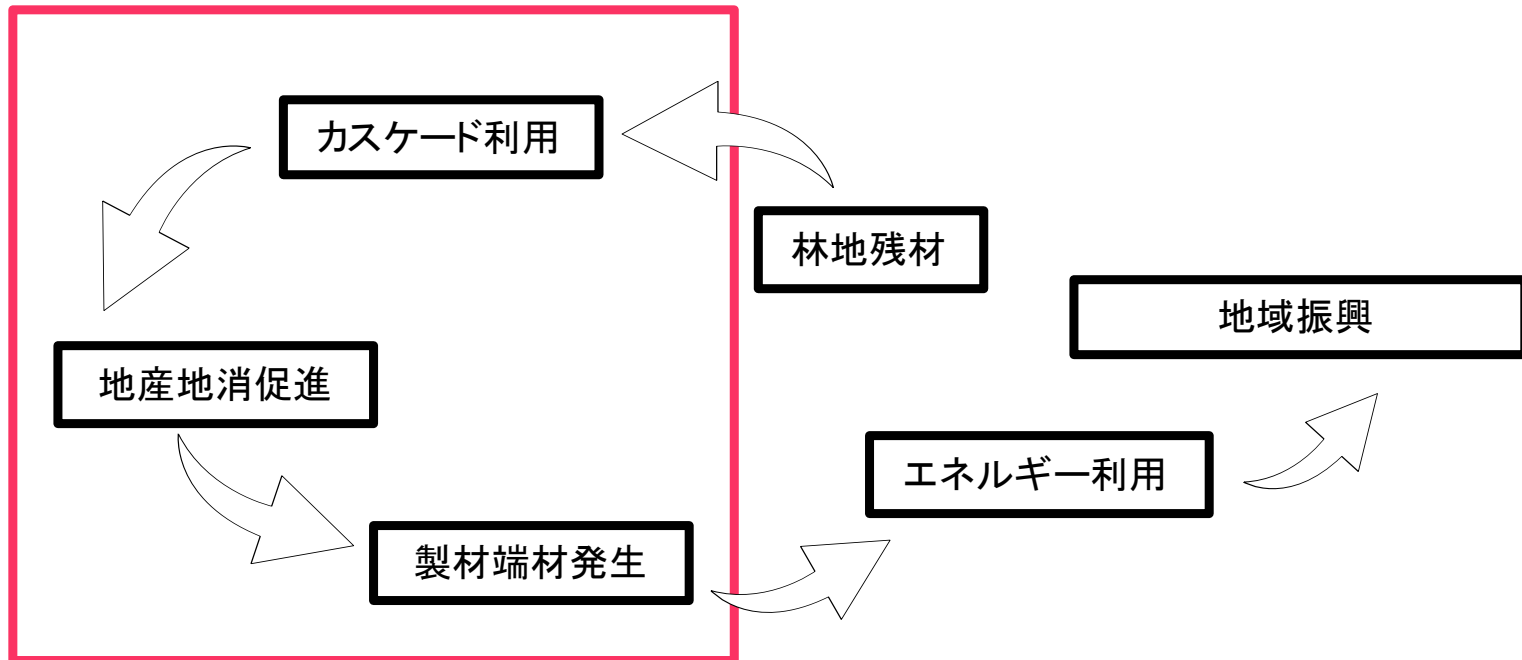 カスケード利用
林地残材
地域振興
地産地消促進
エネルギー利用
製材端材発生